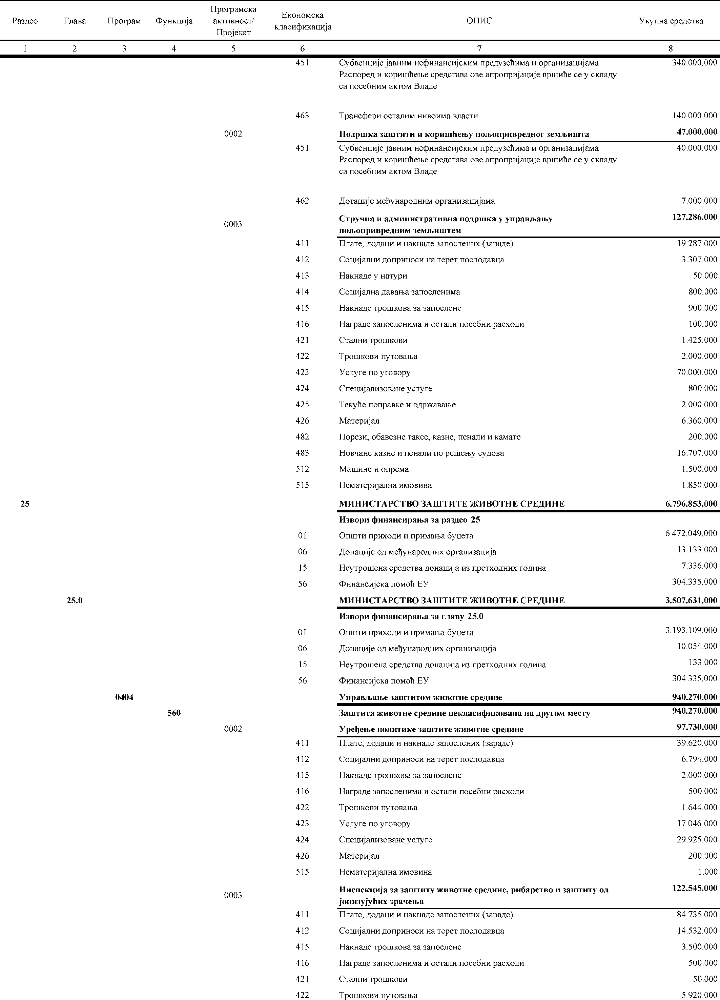 Раздео Глава Програм Функција Програмска активност/ Пројекат Економска класификација ОПИС Укупна средства
1 2 3 4 5 6 7 8
451 Субвенције јавним нефинансијским предузећима и организацијама 340.000.000
Распоред и коришћење средстава ове апропријације вршиће се у складу
са посебним актом Владе
463 Трансфери осталим нивоима власти 140.000.000
0002 Подршка заштити и коришћењу пољопривредног земљишта 47.000.000
451 Субвенције јавним нефинансијским предузећима и организацијама 40.000.000
Распоред и коришћење средстава ове апропријације вршиће се у складу
са посебним актом Владе
462 Дотације међународним организацијама 7.000.000
0003 Стручна и административна подршка у управљању 127.286.000
пољопривредним земљиштем
411 Плате, додаци и накнаде запослених (зараде) 19.287.000
412 Социјални доприноси на терет послодавца 3.307.000
413 Накнаде у натури 50.000
414 Социјална давања запосленима 800.000
415 Накнаде трошкова за запослене 900.000
416 Награде запосленима и остали посебни расходи 100.000
421 Стални трошкови 1.425.000
422 Трошкови путовања 2.000.000
423 Услуге по уговору 70.000.000
424 Специјализоване услуге 800.000
425 Текуће поправке и одржавање 2.000.000
426 Материјал 6.360.000
482 Порези, обавезне таксе, казне, пенали и камате 200.000
483 Новчане казне и пенали по решењу судова 16.707.000
512 Машине и опрема 1.500.000
515 Нематеријална имовина 1.850.000
25 МИНИСТАРСТВО ЗАШТИТЕ ЖИВОТНЕ СРЕДИНЕ 6.796.853.000
Извори финансирања за раздео 25
01 Општи приходи и примања буџета 6.472.049.000
06 Донације од међународних организација 13.133.000
15 Неутрошена средства донација из претходних година 7.336.000
56 Финансијска помоћ ЕУ 304.335.000
25.0 МИНИСТАРСТВО ЗАШТИТЕ ЖИВОТНЕ СРЕДИНЕ 3.507.631.000
Извори финансирања за главу 25.0
01 Општи приходи и примања буџета 3.193.109.000
06 Донације од међународних организација 10.054.000
15 Неутрошена средства донација из претходних година 133.000
56 Финансијска помоћ ЕУ 304.335.000
0404 Управљање заштитом животне средине 940.270.000
560 Заштита животне средине некласификована на другом месту 940.270.000
0002 Уређење политике заштите животне средине 97.730.000
411 Плате, додаци и накнаде запослених (зараде) 39.620.000
412 Социјални доприноси на терет послодавца 6.794.000
415 Накнаде трошкова за запослене 2.000.000
416 Награде запосленима и остали посебни расходи 500.000
422 Трошкови путовања 1.644.000
423 Услуге по уговору 17.046.000
424 Специјализоване услуге 29.925.000
426 Материјал 200.000
515 Нематеријална имовина 1.000
0003 Инспекција за заштиту животне средине, рибарство и заштиту од 122.545.000
јонизујућих зрачења
411 Плате, додаци и накнаде запослених (зараде) 84.735.000
412 Социјални доприноси на терет послодавца 14.532.000
415 Накнаде трошкова за запослене 3.500.000
416 Награде запосленима и остали посебни расходи 500.000
421 Стални трошкови 50.000
422 Трошкови путовања 5.920.000